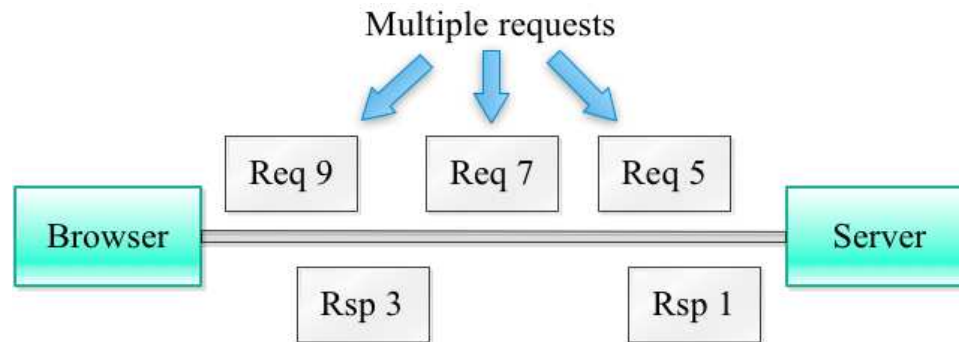 Multiple requests
Req 9
Req 7
Req 5
Browser
Server
Rsp 3
Rsp 1